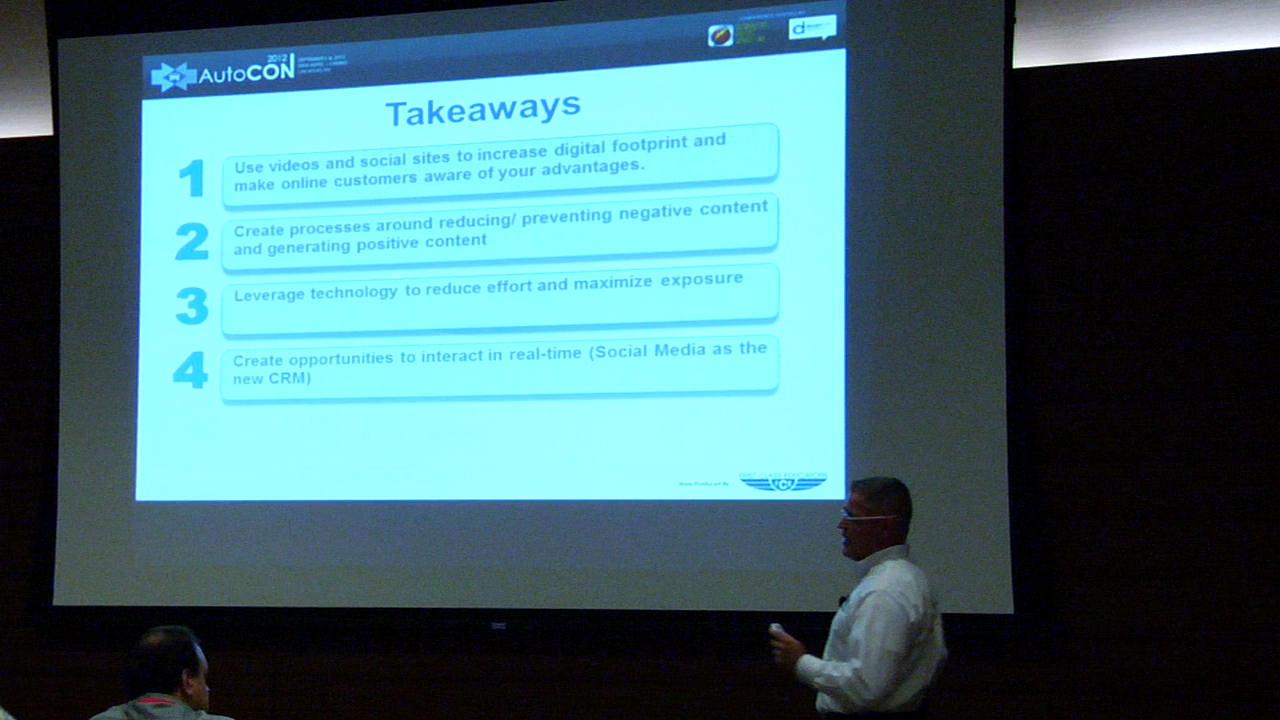 2012
AutoCON
Takeaways
1
Use videos and social sites to increase digital footprint and
make online customers aware of your advantages.
2
Create processes around reducing/ preventing negative content
and generating positive content
3
Leverage technology to reduce effort and maximize exposure
4
Create opportunities to interact in real-time (Social Media as the
new CRM)